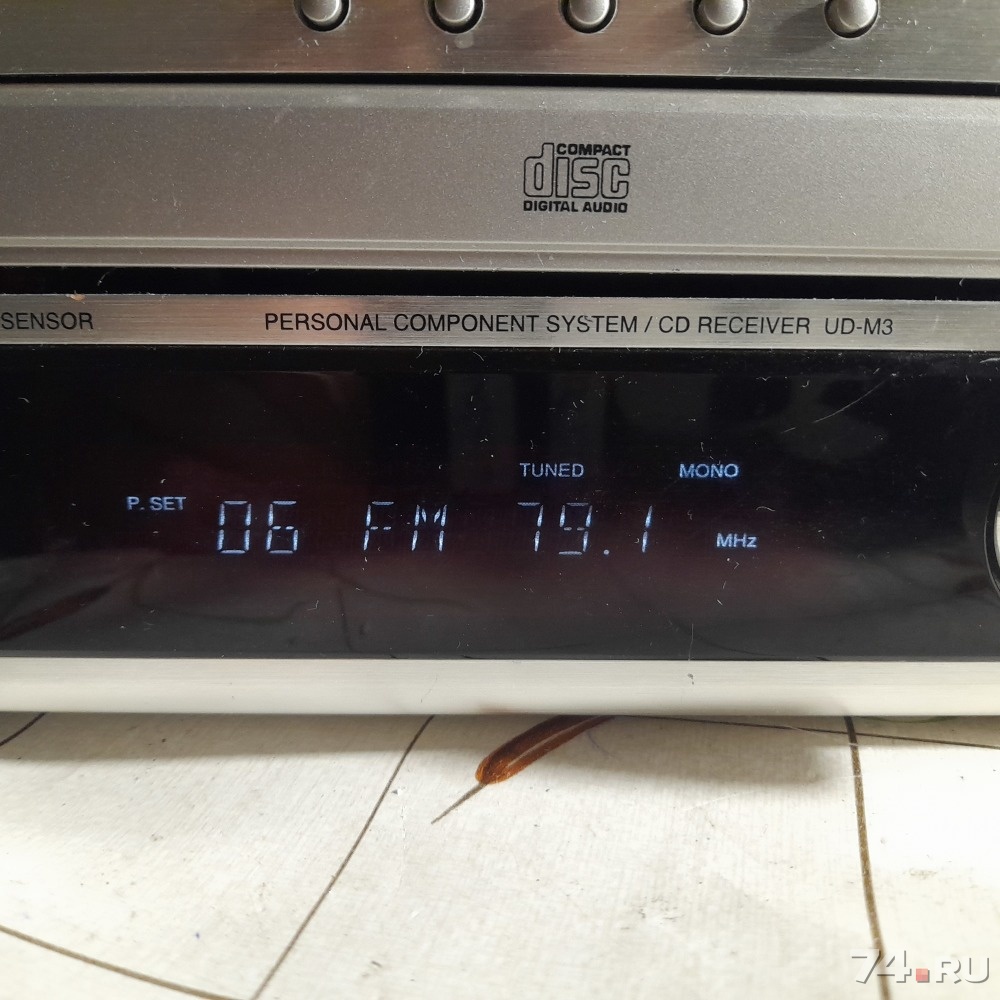 COMPACT
disc
DIGITAL AUDIO
SENSOR
PERSONAL COMPONENT SYSTEM / CD RECEIVER UD-M3
TUNED MONO
P. SET 06 FM 79.1 MHz
74.RU